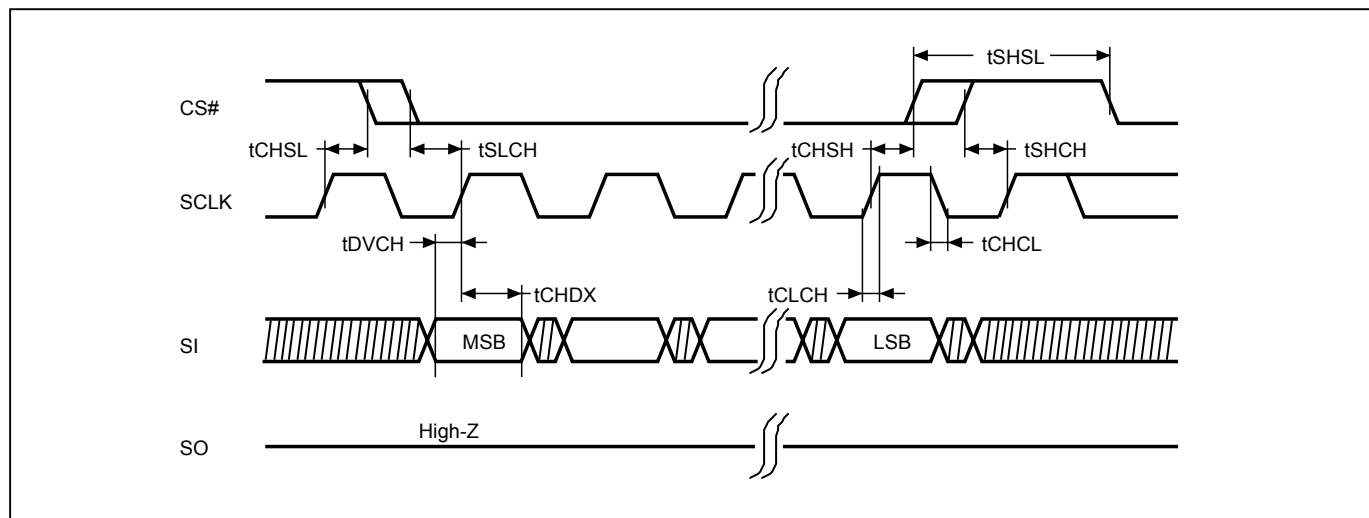 tSHSL
CS#
tCHSL
tSLCH
tCHSH
tSHCH
SCLK
tDVCH
tCHCL
tCHDX
tCLCH
SI
MSB
LSB
High-Z
SO